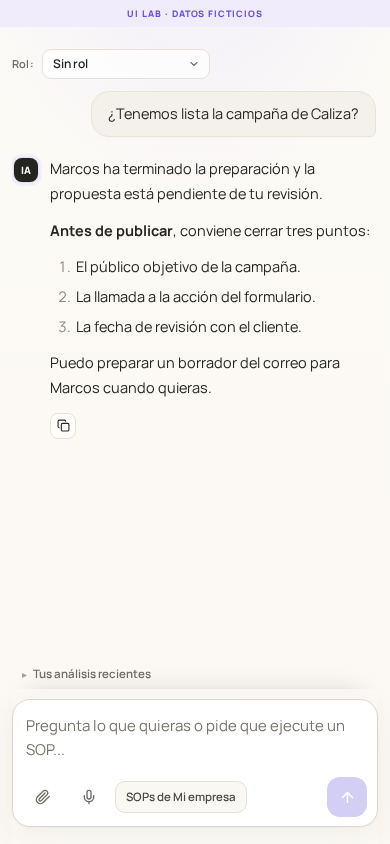 UI LAB · DATOS FICTICIOS
Rol: Sin rol
¿Tenemos lista la campaña de Caliza?
IA
Marcos ha terminado la preparación y la
propuesta está pendiente de tu revisión.
Antes de publicar, conviene cerrar tres puntos:
1. El público objetivo de la campaña.
2. La llamada a la acción del formulario.
3. La fecha de revisión con el cliente.
Puedo preparar un borrador del correo para
Marcos cuando quieras.
▸ Tus análisis recientes
Pregunta lo que quieras o pide que ejecute un
SOP...
SOPs de Mi empresa